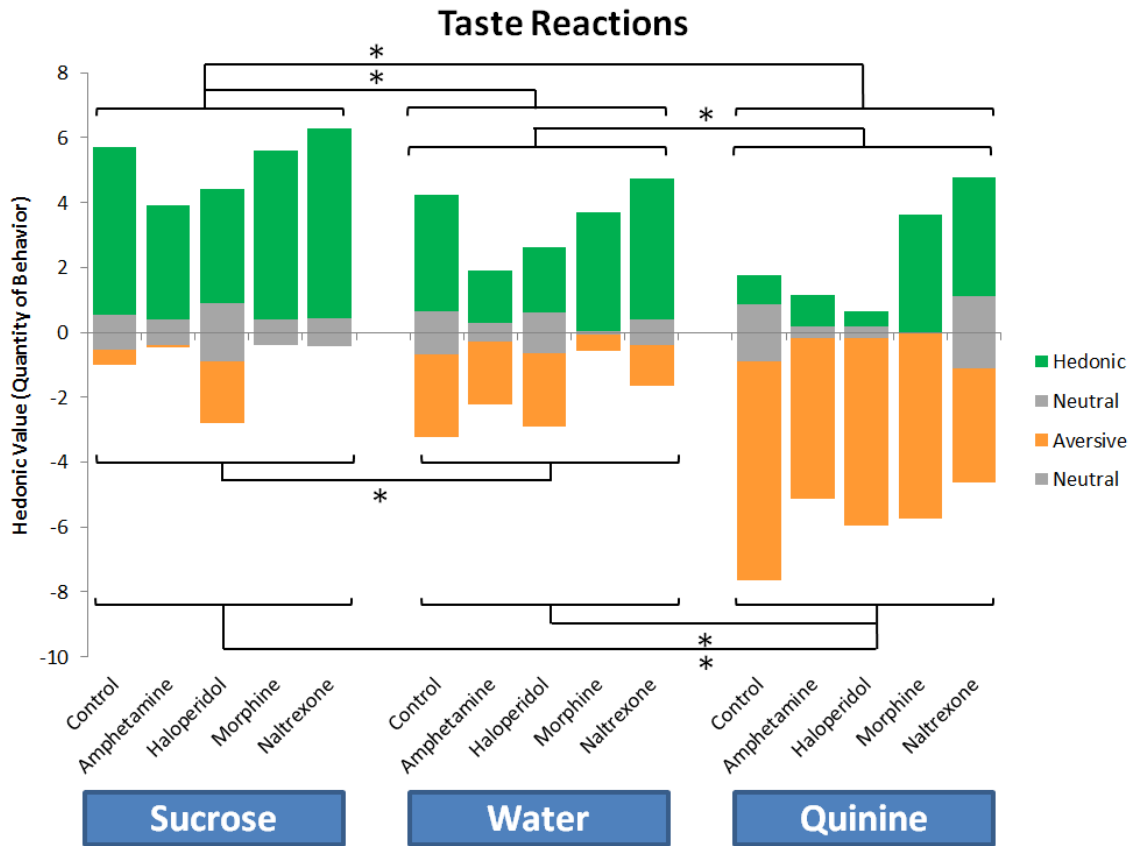 Taste Reactions
*
*
*
8
6
4
2
0
-2
-4
-6
-8
-10
Hedonic Value (Quantity of Behavior)
*
*
*
Hedonic
Neutral
Aversive
Neutral
Control
Amphetamine
Haloperidol
Morphine
Naltrexone
Control
Amphetamine
Haloperidol
Morphine
Naltrexone
Control
Amphetamine
Haloperidol
Morphine
Naltrexone
Sucrose
Water
Quinine